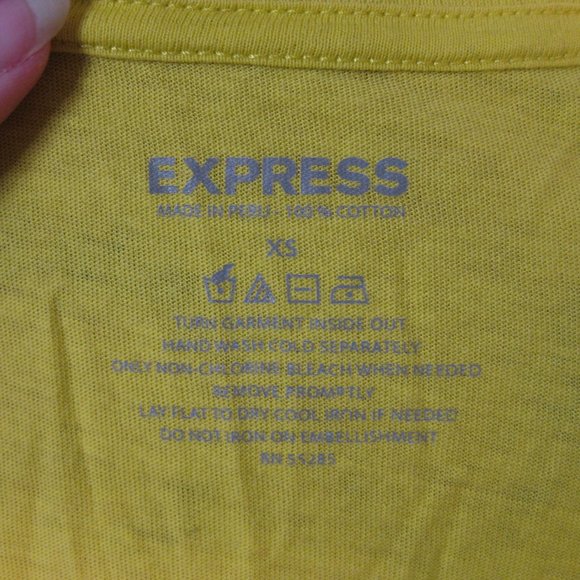 EXPRESS
MADE IN PERU - 100% COTTON
XS
TURN GARMENT INSIDE OUT
HAND WASH COLD SEPARATELY
ONLY NON-CHLORINE BLEACH WHEN NEEDED
REMOVE PROMPTLY
LAY FLAT TO DRY COOL IRON IF NEEDED
DO NOT IRON ON EMBELLISHMENT
RN 55285